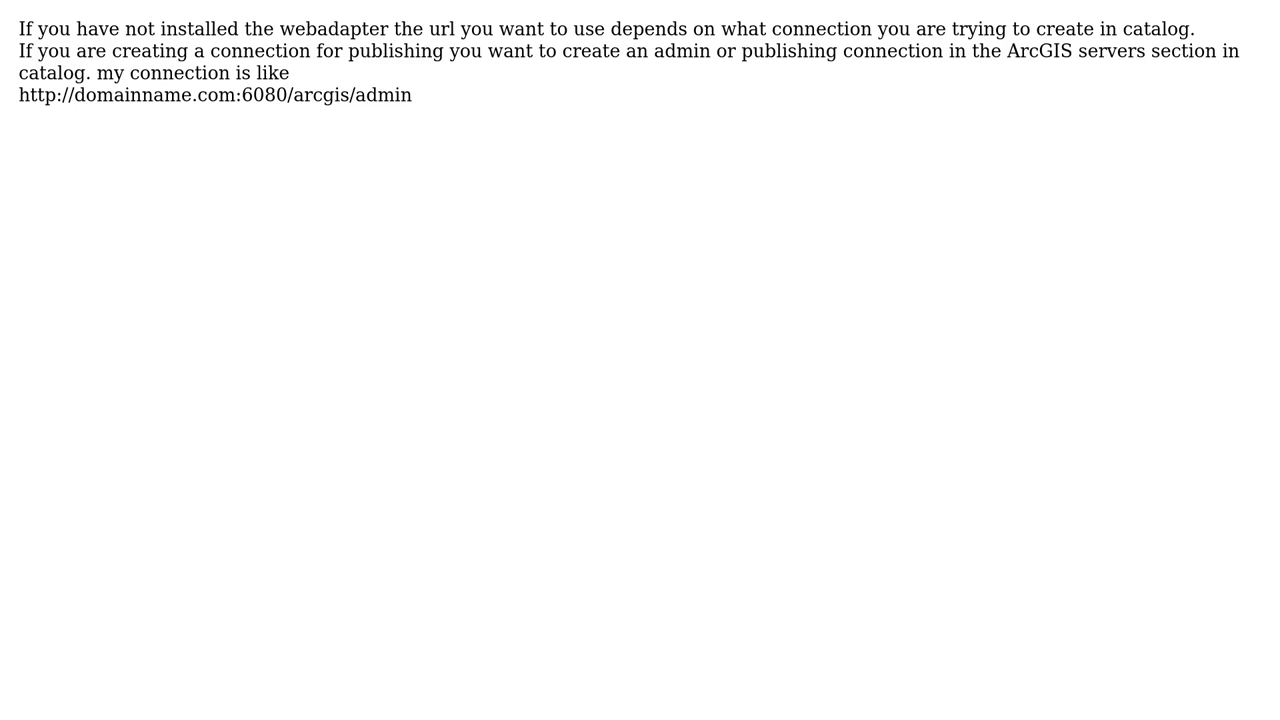 If you have not installed the webadapter the url you want to use depends on what connection you are trying to create in catalog.
If you are creating a connection for publishing you want to create an admin or publishing connection in the ArcGIS servers section in
catalog. my connection is like
http://domainname.com:6080/arcgis/admin